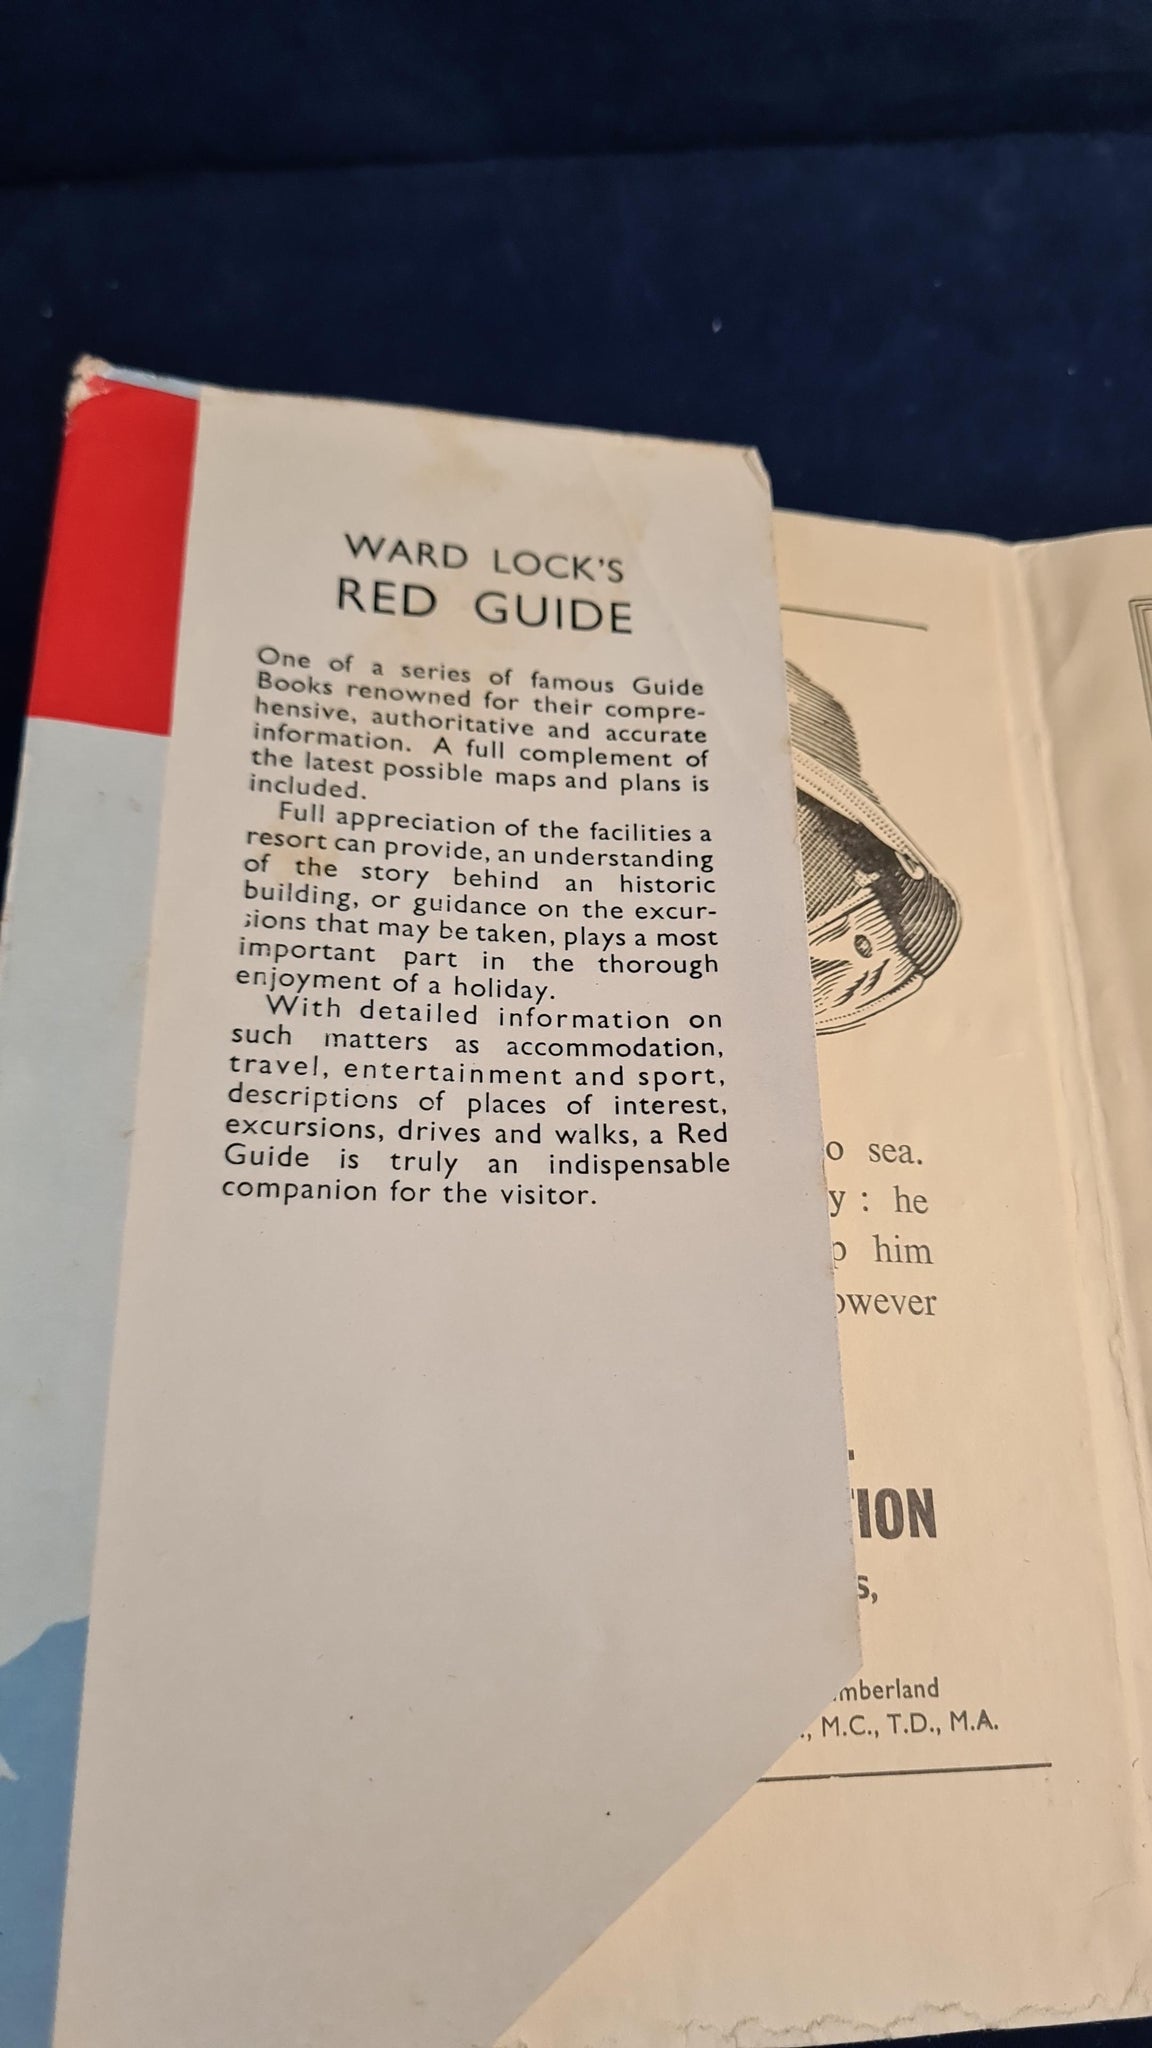 WARD LOCK'S
RED GUIDE
One of a series of famous Guide
Books renowned for their compre-
hensive, authoritative and accurate
information. A full complement of
the latest possible maps and plans is
included.
Full appreciation of the facilities a
resort can provide, an understanding
of the story behind an historic
building, or guidance on the excur-
sions that may be taken, plays a most
important part in the thorough
enjoyment of a holiday.
With detailed information on
such matters as accommodation,
travel, entertainment and sport,
descriptions of places of interest,
excursions, drives and walks, a Red
Guide is truly an indispensable
companion for the visitor.
o sea.
y : he
p him
owever
TION
s,
mberland
., M.C., T.D., M.A.